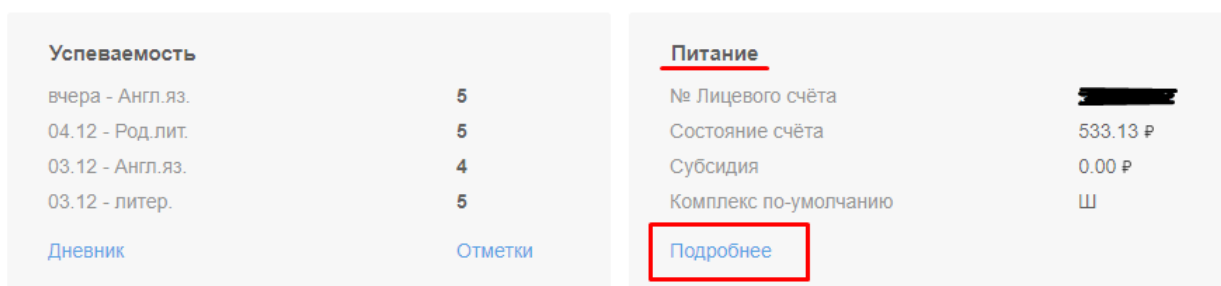 Успеваемость
вчера - Англ.яз. 5
04.12 - Род.лит. 5
03.12 - Англ.яз. 4
03.12 - литер. 5
Дневник Отметки
Питание
№ Лицевого счёта
Состояние счёта 533.13 ₽
Субсидия 0.00 ₽
Комплекс по-умолчанию Ш
Подробнее